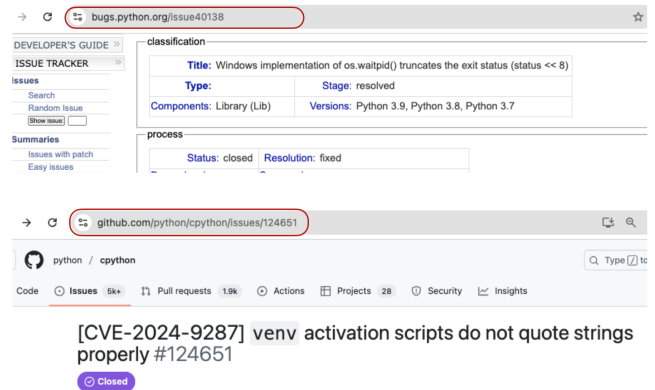 bugs.python.org/issue40138
DEVELOPER'S GUIDE »
ISSUE TRACKER »
Issues
Search
Random Issue
Show issue:
Summaries
Issues with patch
Easy issues
classification
Title: Windows implementation of os.waitpid() truncates the exit status (status << 8)
Type: Stage: resolved
Components: Library (Lib) Versions: Python 3.9, Python 3.8, Python 3.7
process
Status: closed Resolution: fixed
github.com/python/cpython/issues/124651
python / cpython
Q Type / to
Code Issues 5k+ Pull requests 1.9k Actions Projects 28 Security Insights
[CVE-2024-9287] venv activation scripts do not quote strings
properly #124651
Closed